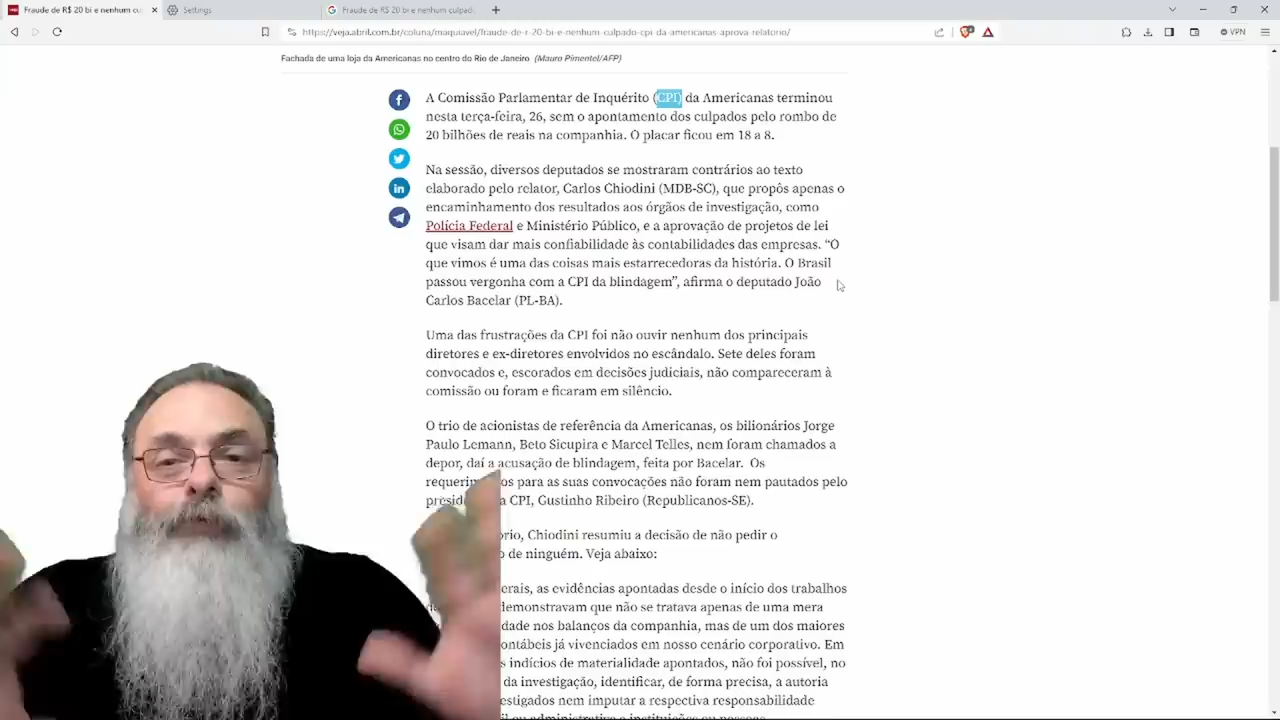 Fraude de R$ 20 bi e nenhum cu
Settings
Fraude de R$ 20 bi e nenhum culpad
https://veja.abril.com.br/coluna/maquiavel/fraude-de-r-20-bi-e-nenhum-culpado-cpi-da-americanas-aprova-relatorio/
VPN
Fachada de uma loja da Americanas no centro do Rio de Janeiro (Mauro Pimentel/AFP)
A Comissão Parlamentar de Inquérito (CPI) da Americanas terminou
nesta terça-feira, 26, sem o apontamento dos culpados pelo rombo de
20 bilhões de reais na companhia. O placar ficou em 18 a 8.
Na sessão, diversos deputados se mostraram contrários ao texto
elaborado pelo relator, Carlos Chiodini (MDB-SC), que propôs apenas o
encaminhamento dos resultados aos órgãos de investigação, como
Polícia Federal e Ministério Público, e a aprovação de projetos de lei
que visam dar mais confiabilidade às contabilidades das empresas. “O
que vimos é uma das coisas mais estarrecedoras da história. O Brasil
passou vergonha com a CPI da blindagem”, afirma o deputado João
Carlos Bacelar (PL-BA).
Uma das frustrações da CPI foi não ouvir nenhum dos principais
diretores e ex-diretores envolvidos no escândalo. Sete deles foram
convocados e, escorados em decisões judiciais, não compareceram à
comissão ou foram e ficaram em silêncio.
O trio de acionistas de referência da Americanas, os bilionários Jorge
Paulo Lemann, Beto Sicupira e Marcel Telles, nem foram chamados a
depor, daí a acusação de blindagem, feita por Bacelar. Os
para as suas convocações não foram nem pautados pelo
CPI, Gustinho Ribeiro (Republicanos-SE).
Chiodini resumiu a decisão de não pedir o
de ninguém. Veja abaixo:
as evidências apontadas desde o início dos trabalhos
demonstravam que não se tratava apenas de uma mera
nos balanços da companhia, mas de um dos maiores
já vivenciados em nosso cenário corporativo. Em
indícios de materialidade apontados, não foi possível, no
da investigação, identificar, de forma precisa, a autoria
nem imputar a respectiva responsabilidade
ou administrativa a instituições ou pessoas